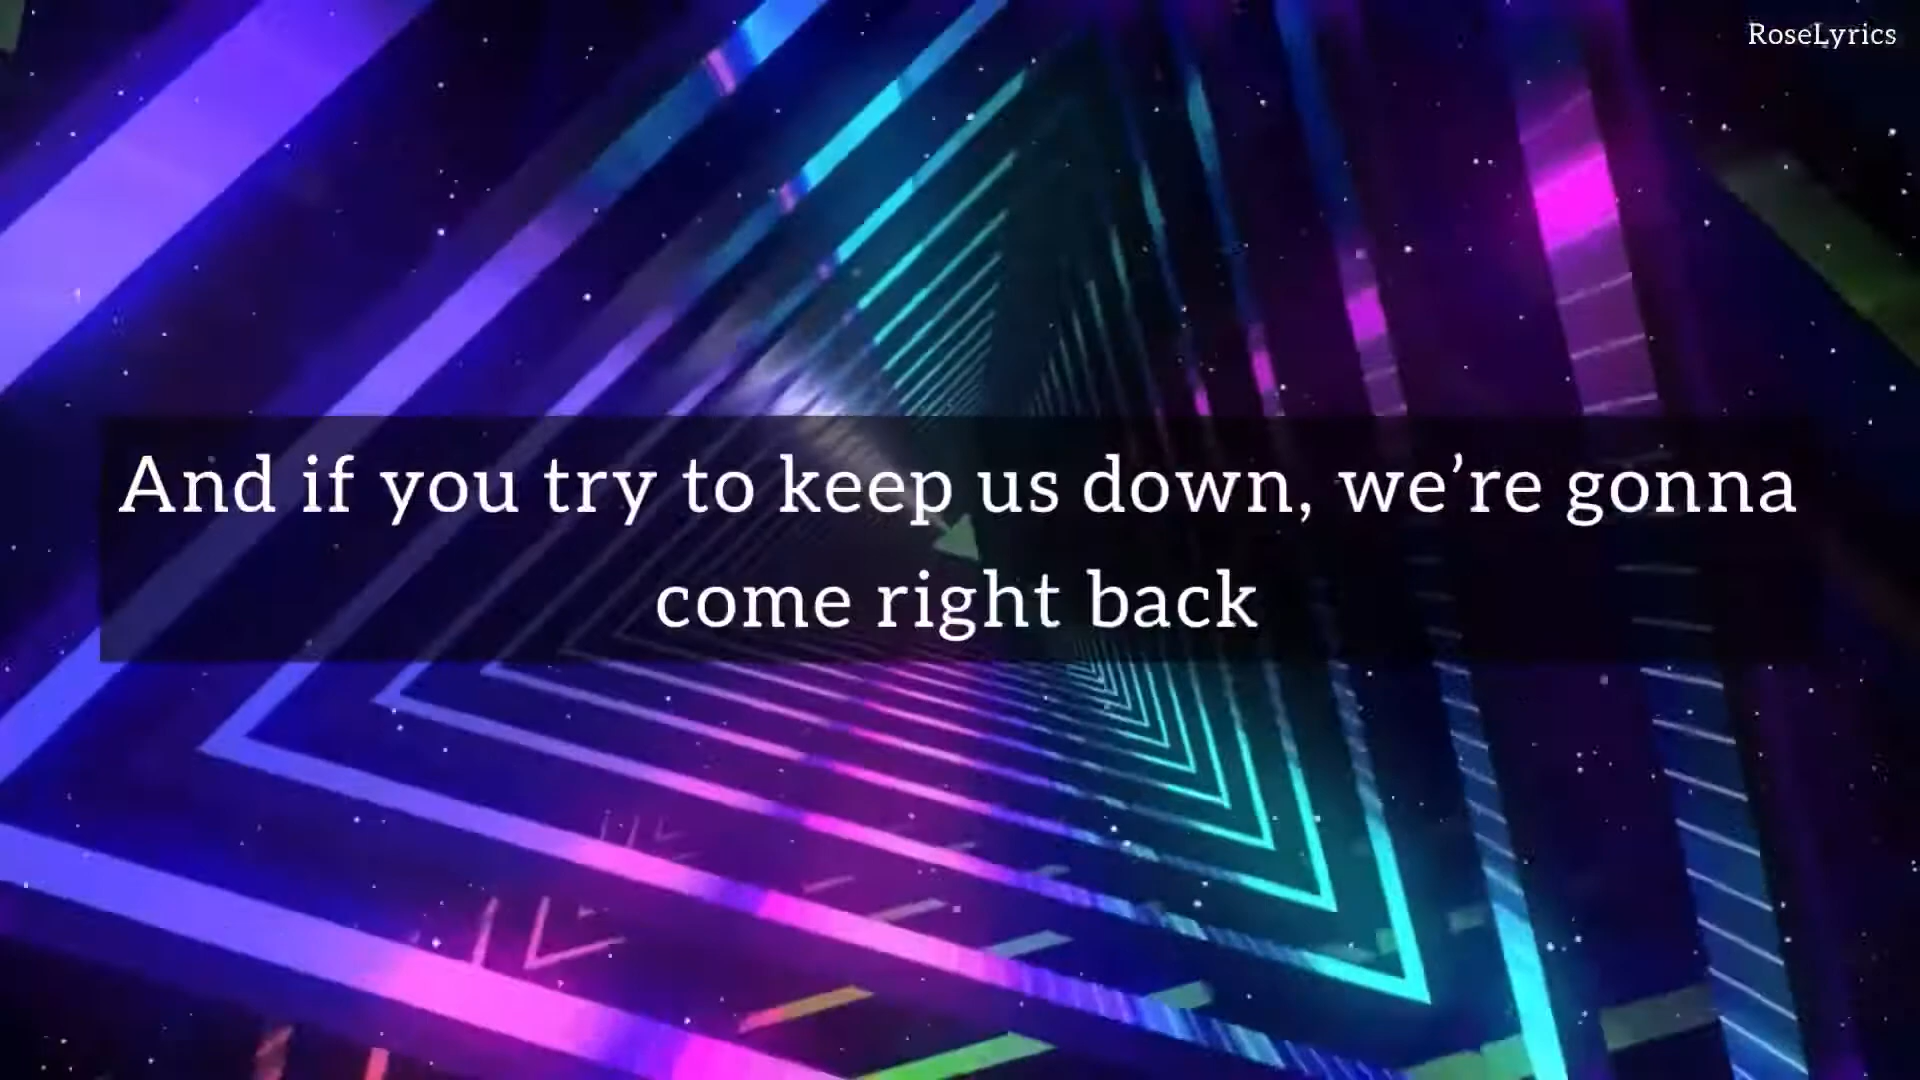 RoseLyrics
And if you try to keep us down, we’re gonna
come right back